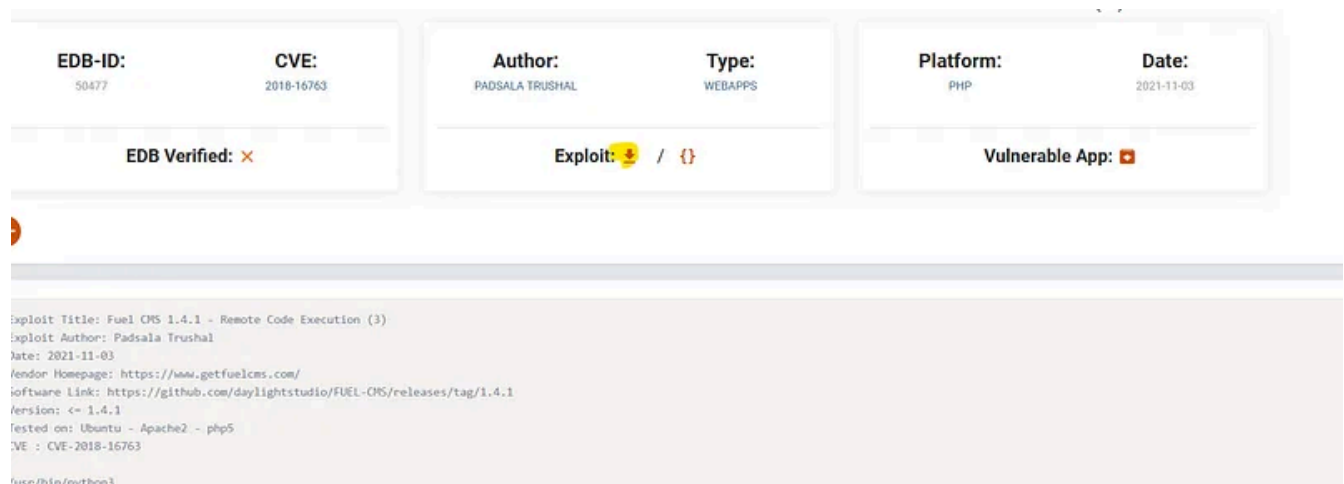 EDB-ID:
50477
CVE:
2018-16763
EDB Verified: ×
Author:
PADSALA TRUSHAL
Type:
WEBAPPS
Exploit: / {}
Platform:
PHP
Date:
2021-11-03
Vulnerable App:
Exploit Title: Fuel CMS 1.4.1 - Remote Code Execution (3)
Exploit Author: Padsala Trushal
Date: 2021-11-03
Vendor Homepage: https://www.getfuelcms.com/
Software Link: https://github.com/daylightstudio/FUEL-CMS/releases/tag/1.4.1
Version: <= 1.4.1
Tested on: Ubuntu - Apache2 - php5
CVE : CVE-2018-16763
/usr/bin/python3